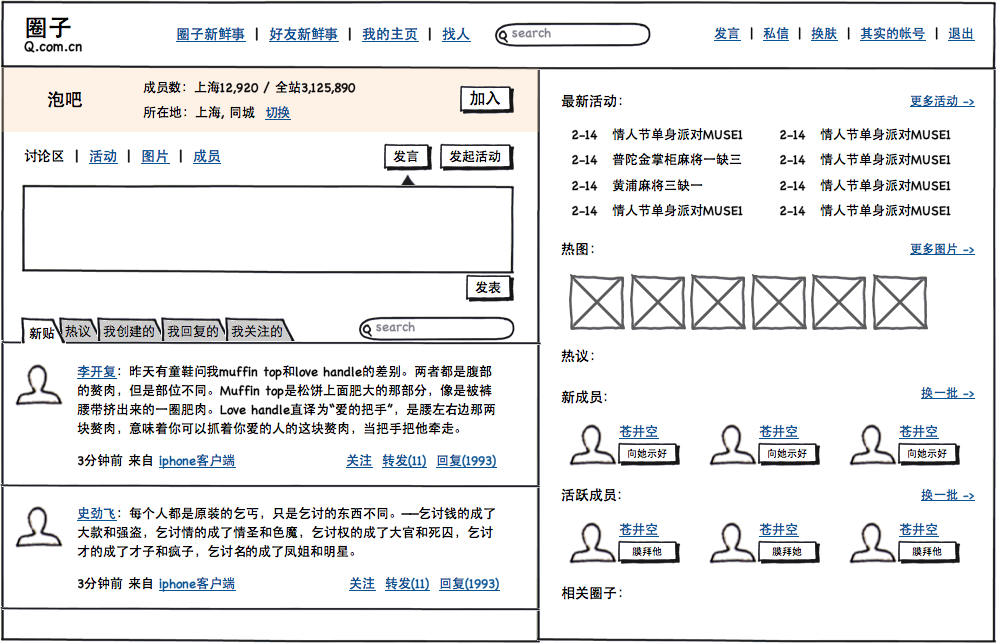 圈子
Q.com.cn
圈子新鲜事 | 好友新鲜事 | 我的主页 | 找人
search
发言 | 私信 | 换肤 | 其实的帐号 | 退出
泡吧
成员数：上海12,920 / 全站3,125,890
所在地：上海, 同城 切换
加入
讨论区 | 活动 | 图片 | 成员
发言
发起活动
发表
新贴
热议
我创建的
我回复的
我关注的
search
李开复：昨天有童鞋问我muffin top和love handle的差别。两者都是腹部
的赘肉，但是部位不同。Muffin top是松饼上面肥大的那部分，像是被裤
腰带挤出来的一圈肥肉。Love handle直译为“爱的把手”，是腰左右边那两
块赘肉，意味着你可以抓着你爱的人的这块赘肉，当把手把他牵走。
3分钟前 来自 iphone客户端
关注 转发(11) 回复(1993)
史劲飞：每个人都是原装的乞丐，只是乞讨的东西不同。——乞讨钱的成了
大款和强盗，乞讨情的成了情圣和色魔，乞讨权的成了大官和死囚，乞讨
才的成了才子和疯子，乞讨名的成了凤姐和明星。
3分钟前 来自 iphone客户端
关注 转发(11) 回复(1993)
最新活动：
更多活动 ->
2-14 情人节单身派对MUSE1
2-14 情人节单身派对MUSE1
2-14 普陀金掌柜麻将一缺三
2-14 情人节单身派对MUSE1
2-14 黄浦麻将三缺一
2-14 情人节单身派对MUSE1
2-14 情人节单身派对MUSE1
2-14 情人节单身派对MUSE1
热图：
更多图片 ->
热议：
新成员：
换一批 ->
苍井空
向她示好
苍井空
向她示好
苍井空
向她示好
活跃成员：
换一批 ->
苍井空
膜拜他
苍井空
膜拜她
苍井空
膜拜他
相关圈子：